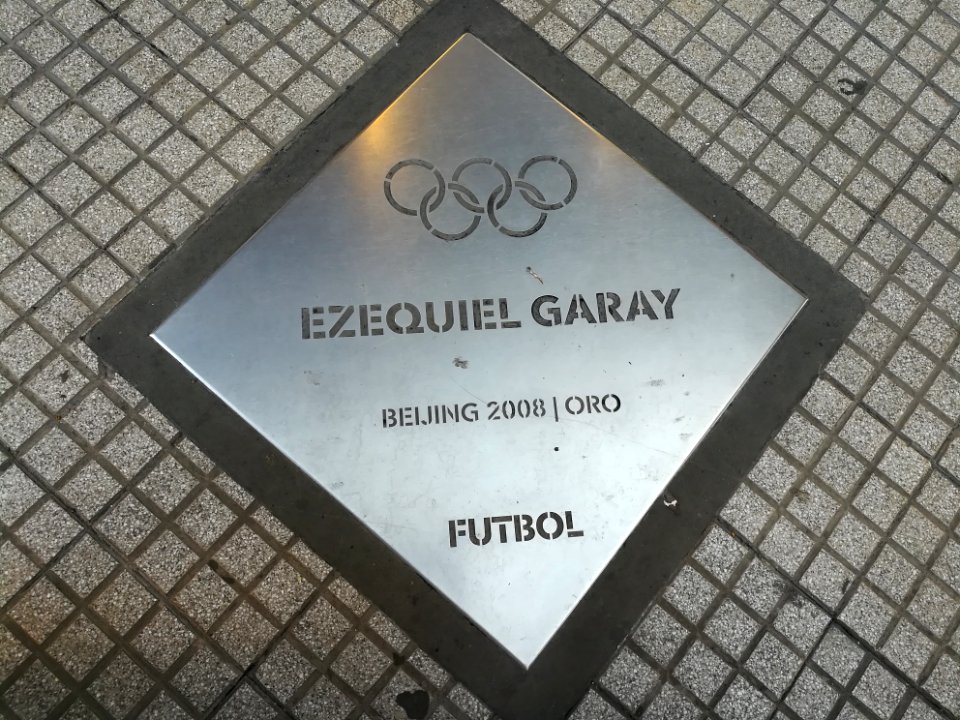 EZEQUIEL GARAY
BEIJING 2008 | ORO
FUTBOL